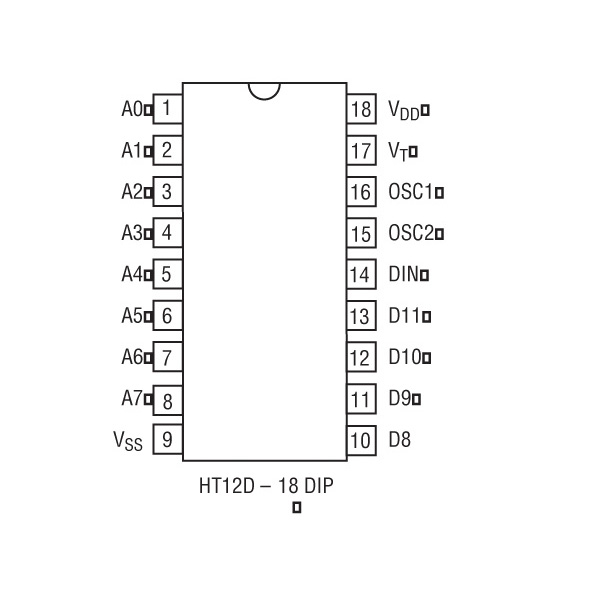 A0 1 18 VDD
A1 2 17 VT
A2 3 16 OSC1
A3 4 15 OSC2
A4 5 14 DIN
A5 6 13 D11
A6 7 12 D10
A7 8 11 D9
VSS 9 10 D8
HT12D – 18 DIP